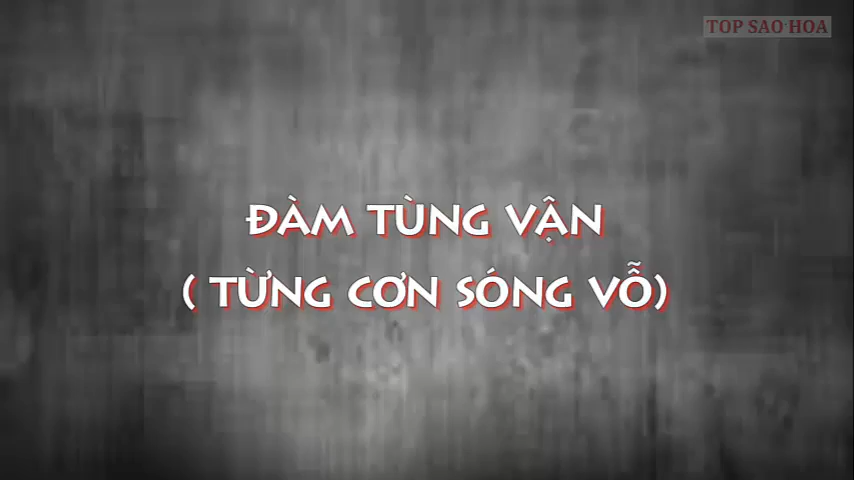 TOP SAO HOA
ĐÀM TÙNG VẬN
( TỪNG CƠN SÓNG VỖ)